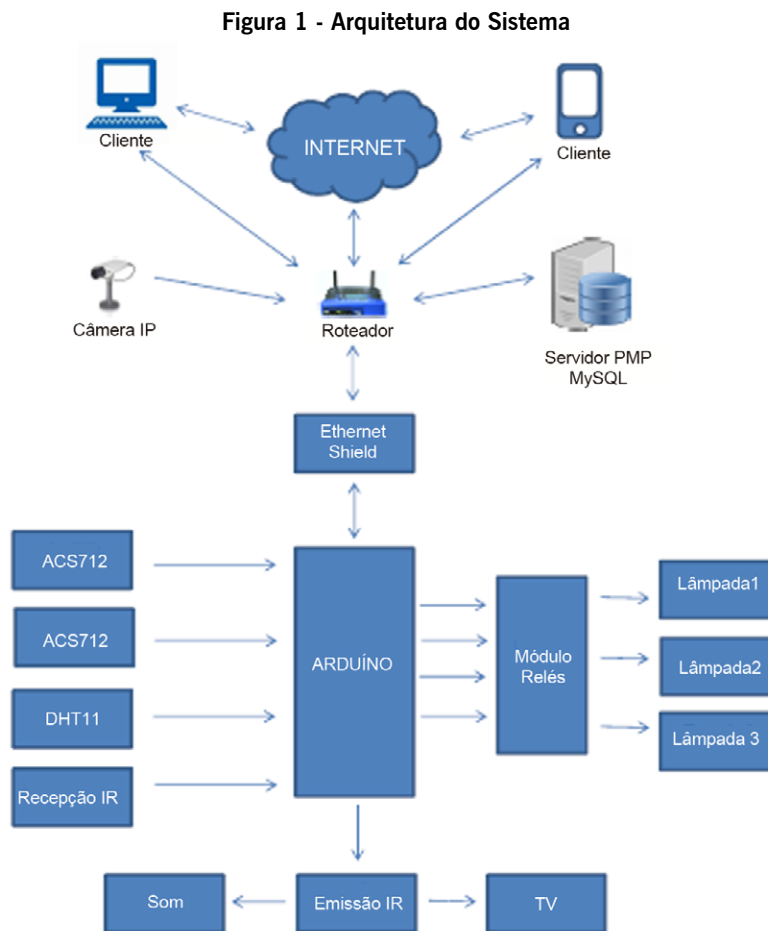 Figura 1 - Arquitetura do Sistema
Cliente
INTERNET
Cliente
Câmera IP
Roteador
Servidor PMP
MySQL
Ethernet
Shield
ACS712
ACS712
DHT11
Recepção IR
ARDUÍNO
Módulo
Relés
Lâmpada1
Lâmpada2
Lâmpada 3
Som
Emissão IR
TV